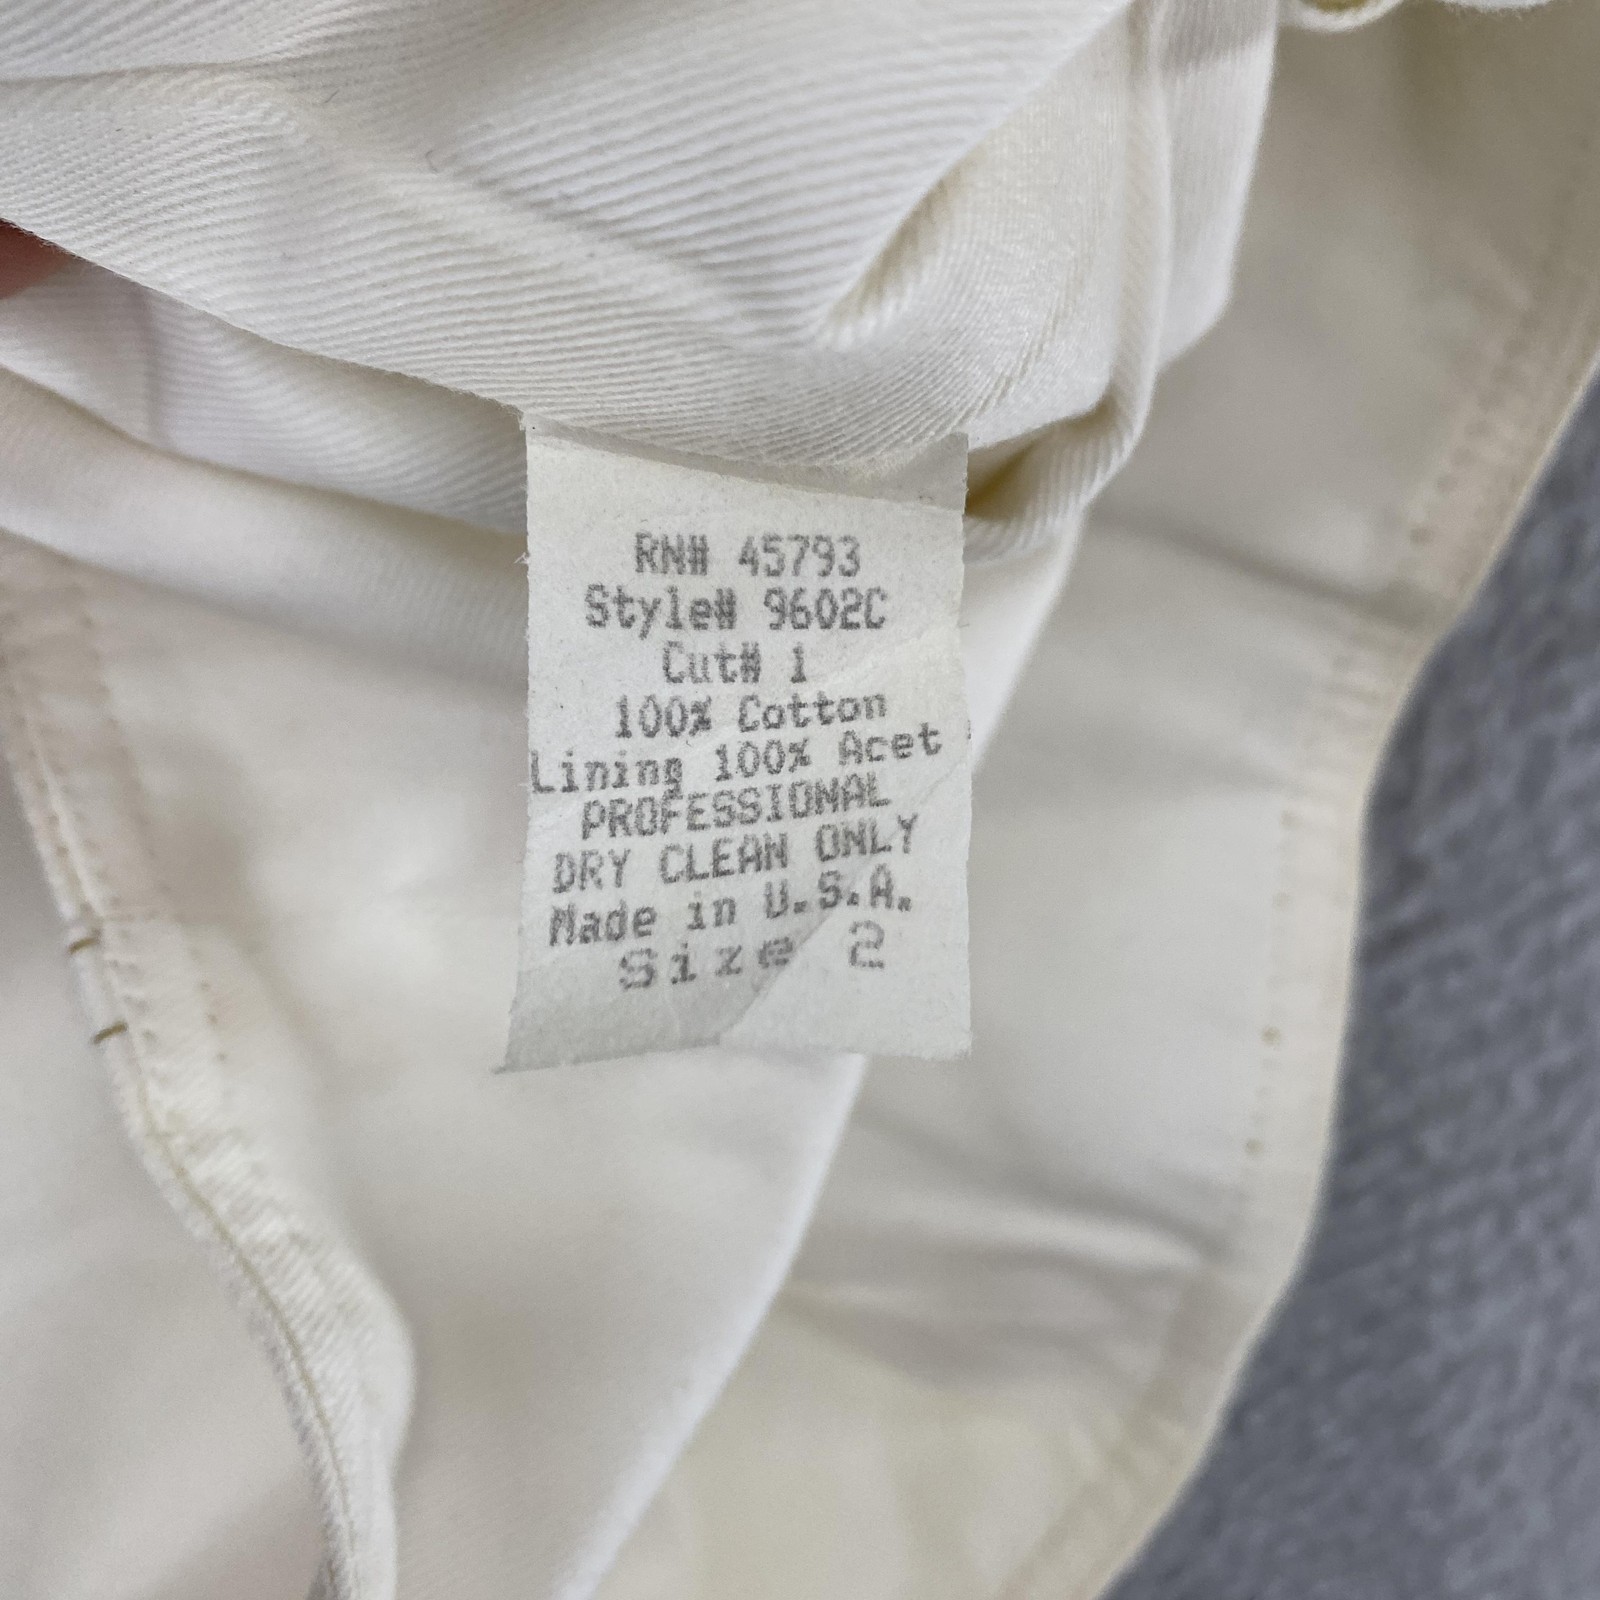 RN# 45793
Style# 9602C
Cut# 1
100% Cotton
Lining 100% Acet
PROFESSIONAL
DRY CLEAN ONLY
Made in U.S.A.
Size 2